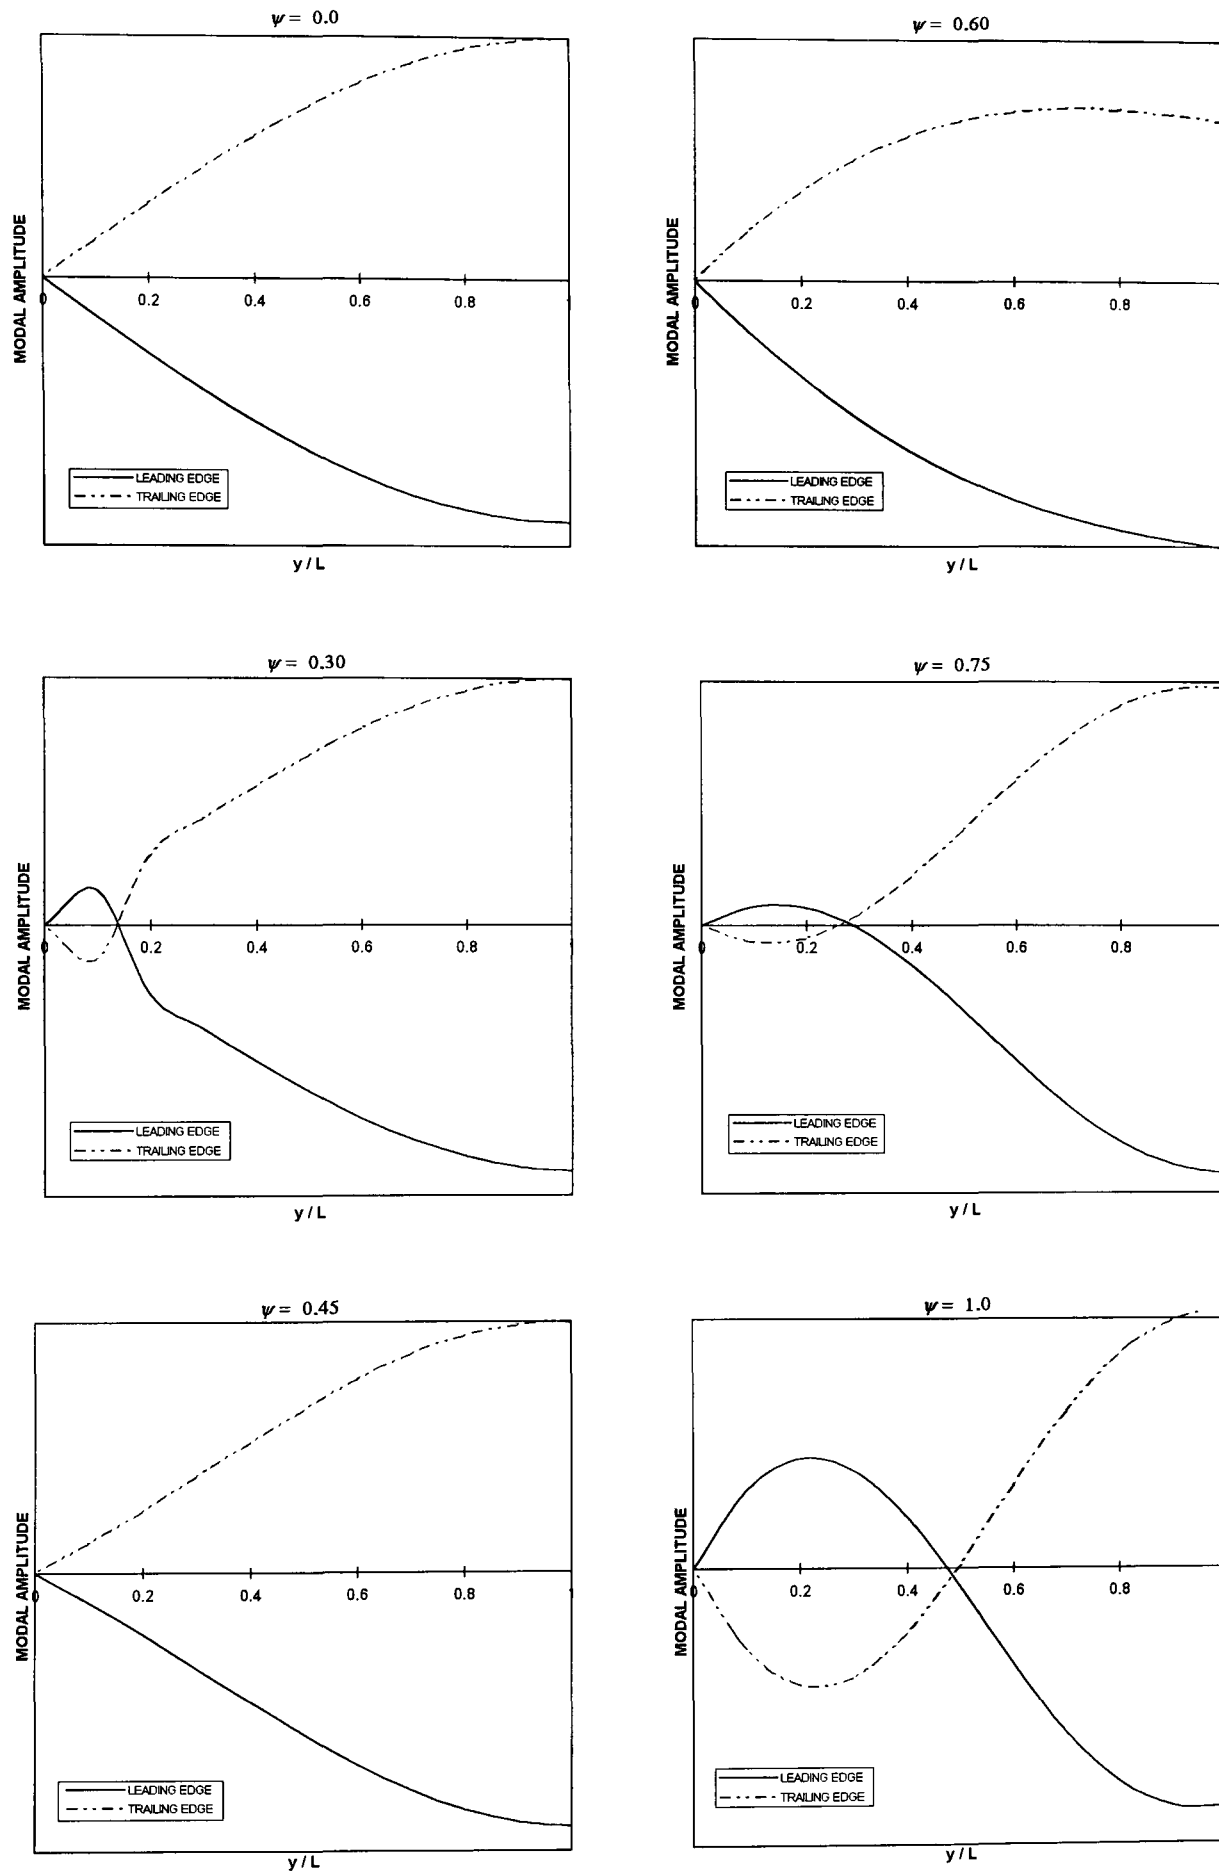 ψ = 0.0
MODAL AMPLITUDE
0 0.2 0.4 0.6 0.8 1
LEADING EDGE
TRAILING EDGE
y / L
ψ = 0.30
MODAL AMPLITUDE
0 0.2 0.4 0.6 0.8 1
LEADING EDGE
TRAILING EDGE
y / L
ψ = 0.45
MODAL AMPLITUDE
0 0.2 0.4 0.6 0.8 1
LEADING EDGE
TRAILING EDGE
y / L
ψ = 0.60
MODAL AMPLITUDE
0 0.2 0.4 0.6 0.8
LEADING EDGE
TRAILING EDGE
y / L
ψ = 0.75
MODAL AMPLITUDE
0 0.2 0.4 0.6 0.8
LEADING EDGE
TRAILING EDGE
y / L
ψ = 1.0
MODAL AMPLITUDE
0 0.2 0.4 0.6 0.8
LEADING EDGE
TRAILING EDGE
y / L